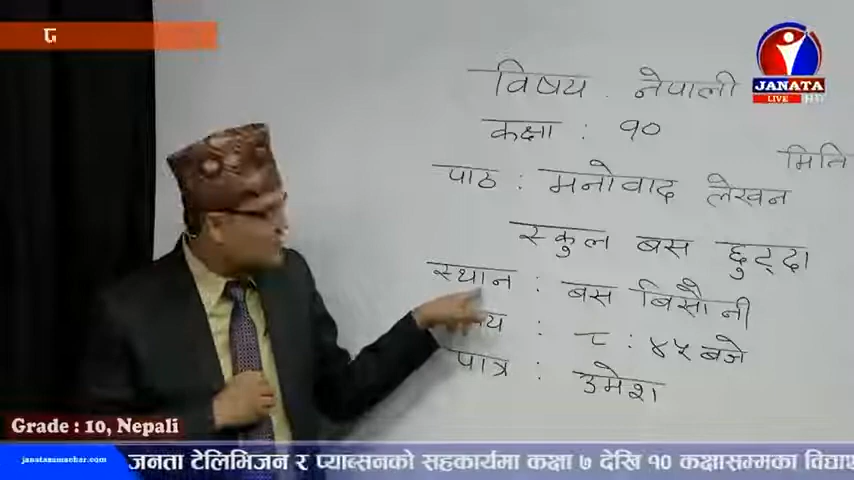 JANATA
LIVE HD
विषय . नेपाली
कक्षा : १०
मिति
पाठ : मनोवाद लेखन
स्कुल बस छुट्दा
स्थान : बस बिसौनी
य : ८ : ४५ बजे
पात्र : उमेश
Grade : 10, Nepali
janatasamachar.com
जनता टेलिभिजन र प्याब्सनको सहकार्यमा कक्षा ७ देखि १० कक्षासम्मका